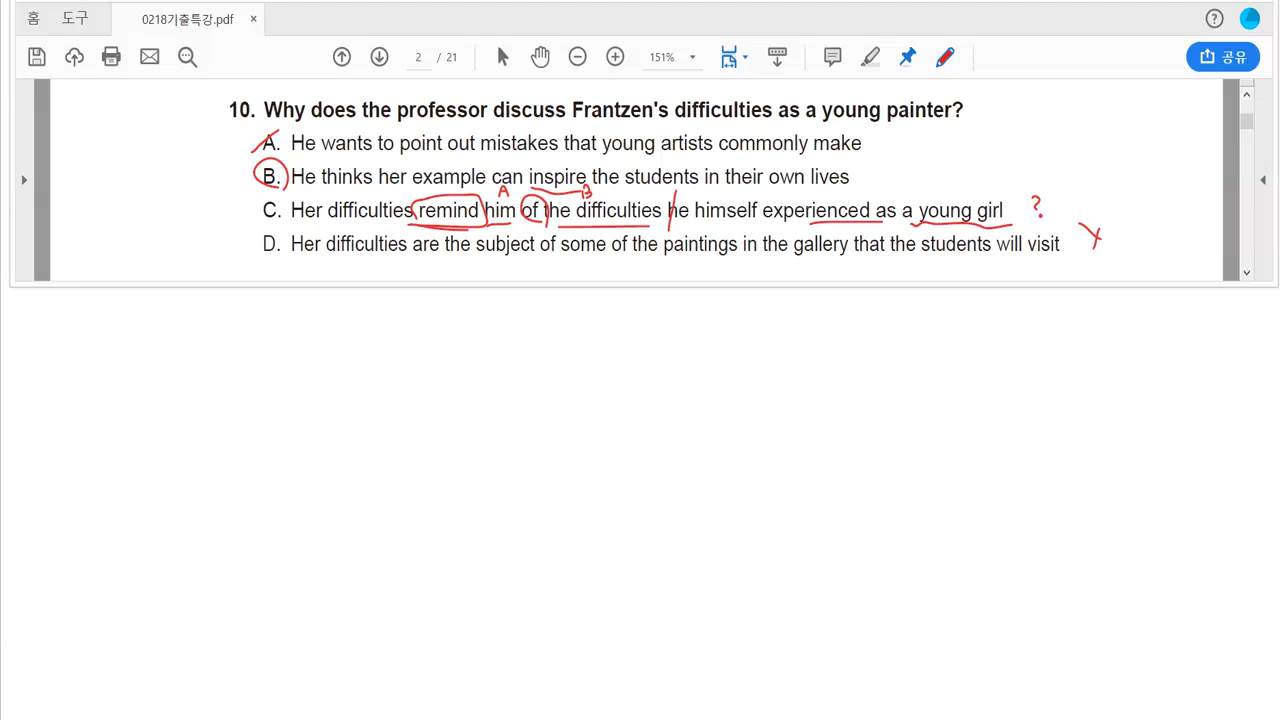 홈 도구 0218기출특강.pdf ×
2 / 21 151% 공유
10. Why does the professor discuss Frantzen's difficulties as a young painter?
A. He wants to point out mistakes that young artists commonly make
B. He thinks her example can inspire the students in their own lives
A B
C. Her difficulties remind him of the difficulties he himself experienced as a young girl ?
D. Her difficulties are the subject of some of the paintings in the gallery that the students will visit X